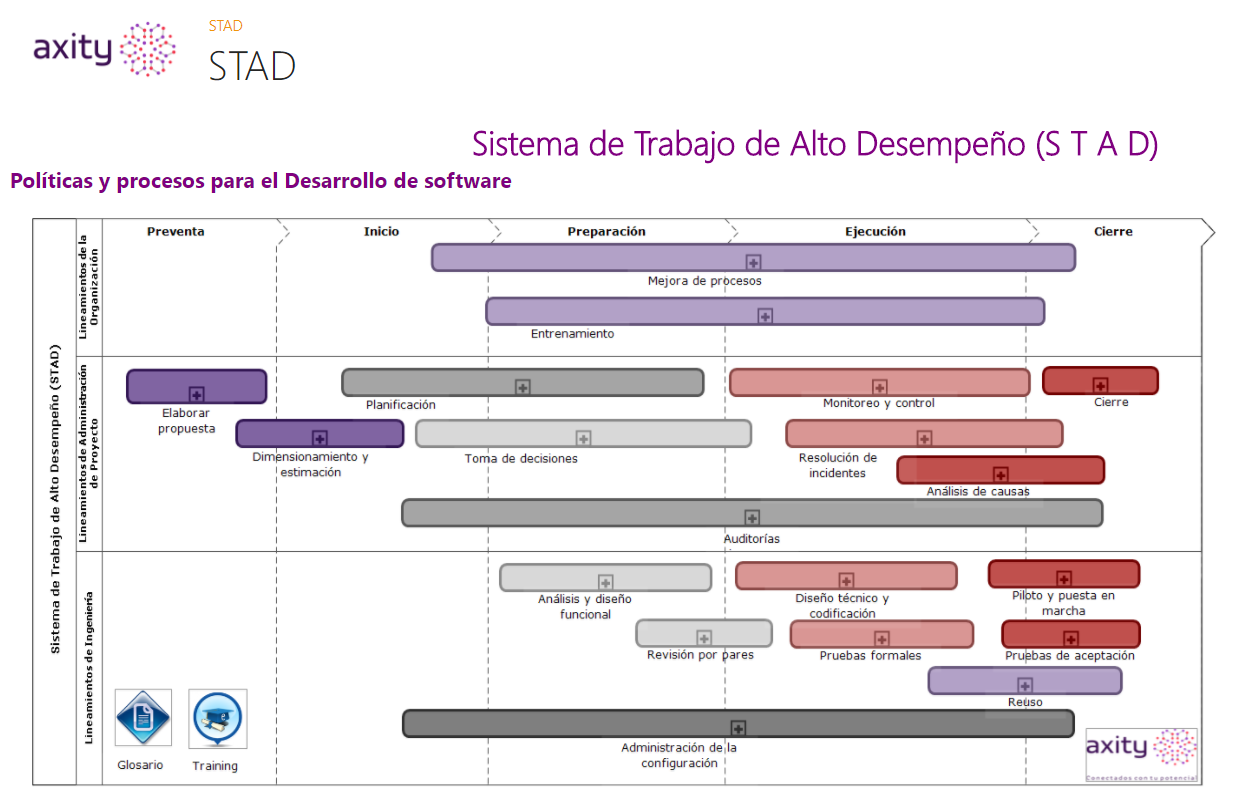 axity
STAD
STAD
Sistema de Trabajo de Alto Desempeño (S T A D)
Políticas y procesos para el Desarrollo de software
Sistema de Trabajo de Alto Desempeño (STAD)
Preventa
Inicio
Preparación
Ejecución
Cierre
Lineamientos de la
Organización
Mejora de procesos
Entrenamiento
Lineamientos de Administración
de Proyecto
Elaborar
propuesta
Planificación
Monitoreo y control
Cierre
Dimensionamiento y
estimación
Toma de decisiones
Resolución de
incidentes
Análisis de causas
Auditorías
Lineamientos de Ingeniería
Análisis y diseño
funcional
Diseño técnico y
codificación
Piloto y puesta en
marcha
Revisión por pares
Pruebas formales
Pruebas de aceptación
Reuso
Administración de la
configuración
Glosario
Training
axity
Conectados con tu potencial